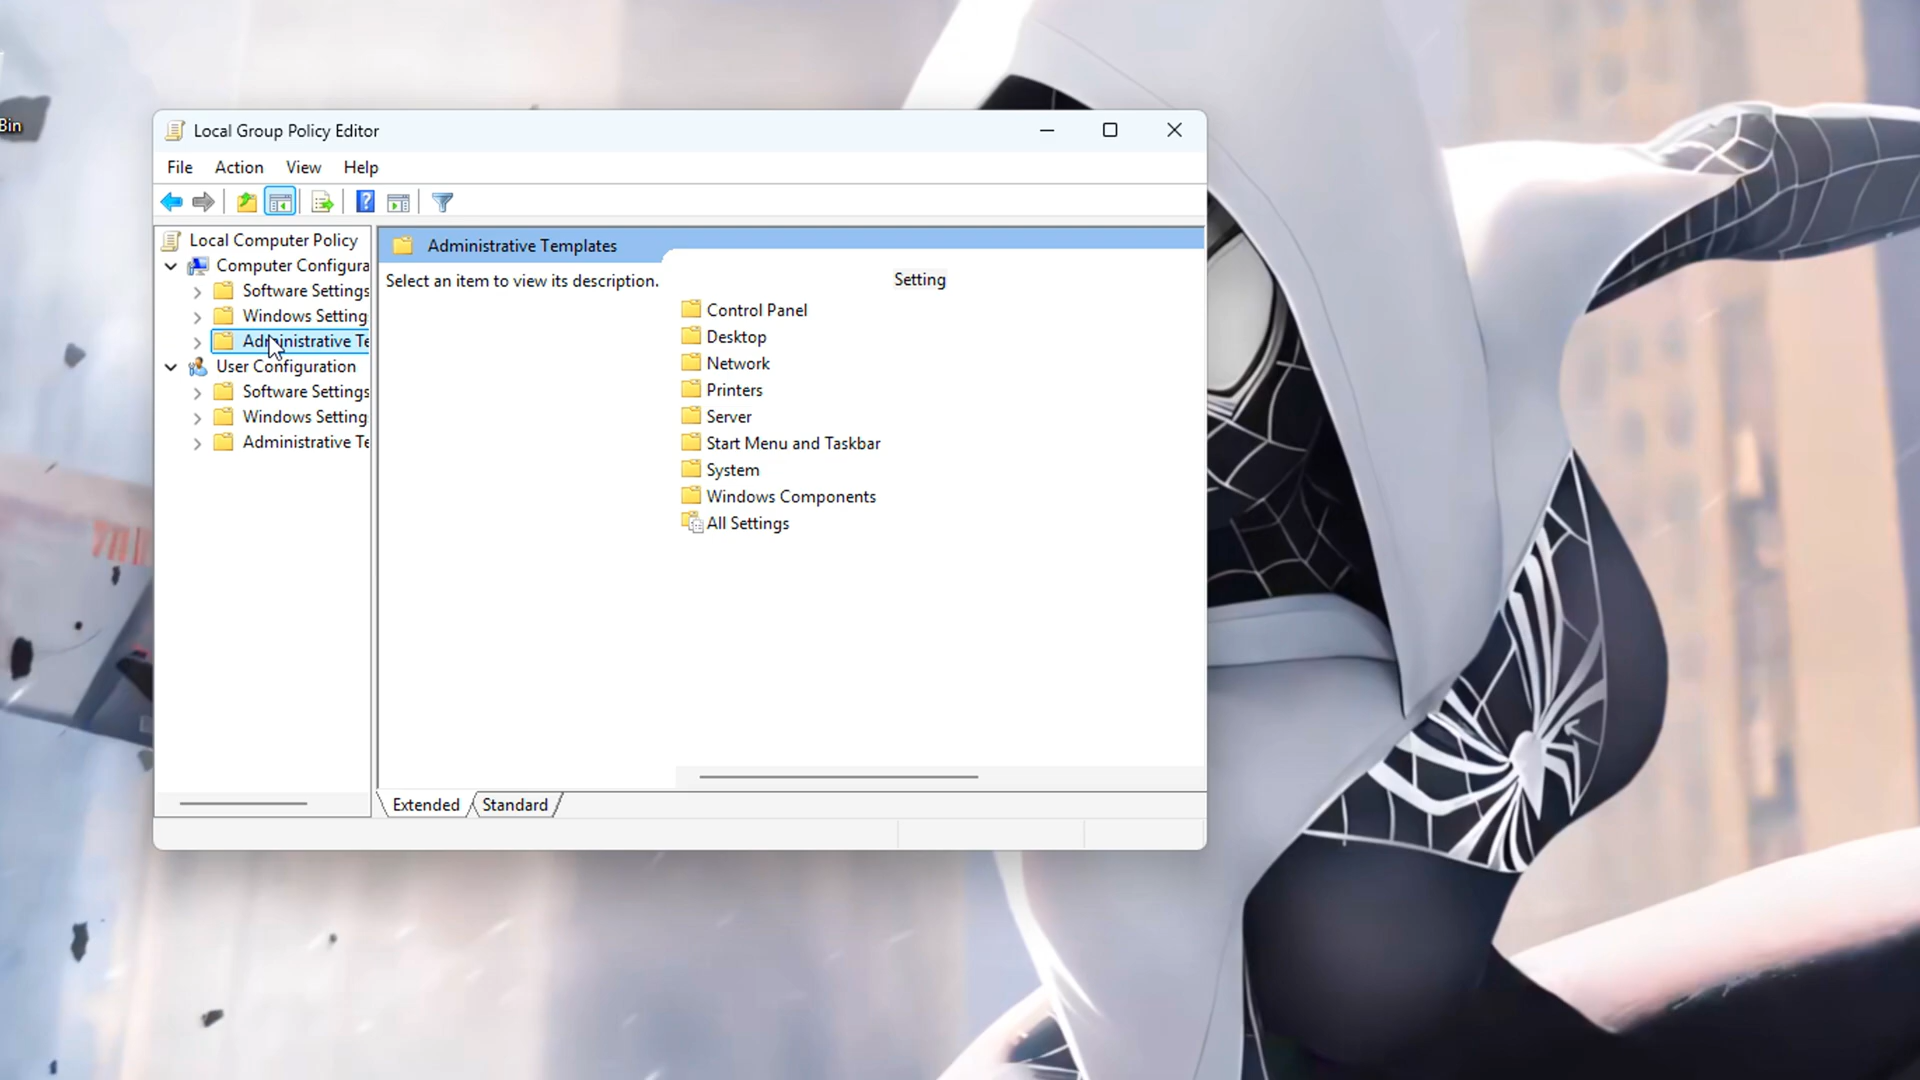 Bin
Local Group Policy Editor
File Action View Help
Local Computer Policy
Computer Configura
Software Settings
Windows Setting
Administrative Te
User Configuration
Software Settings
Windows Setting
Administrative Te
Administrative Templates
Select an item to view its description.
Setting
Control Panel
Desktop
Network
Printers
Server
Start Menu and Taskbar
System
Windows Components
All Settings
Extended Standard